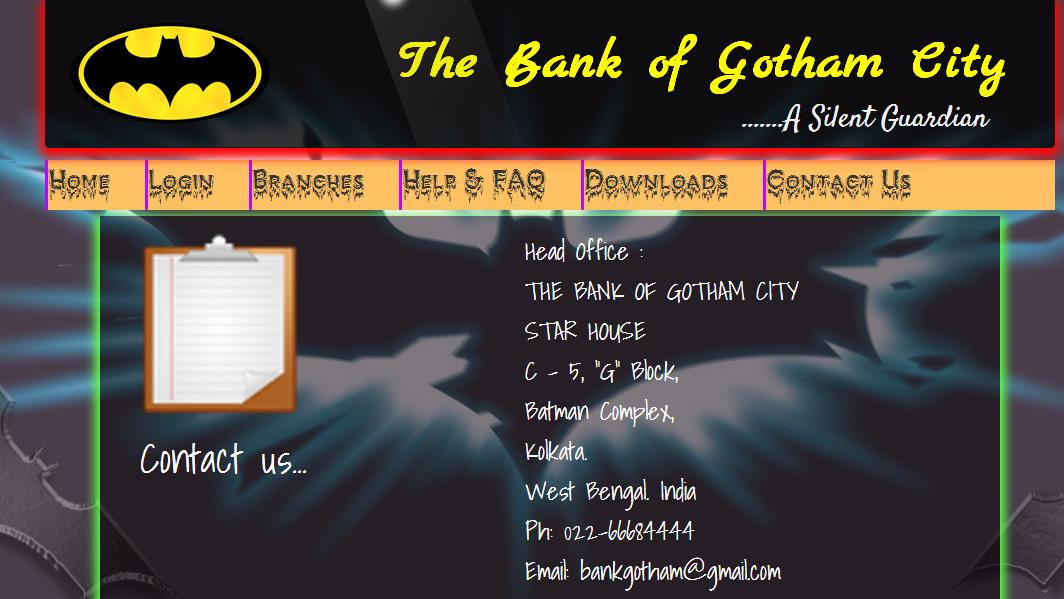 The Bank of Gotham City
.......A Silent Guardian
Home Login Branches Help & FAQ Downloads Contact Us
Contact us...
Head Office :
THE BANK OF GOTHAM CITY
STAR HOUSE
C - 5, "G" Block,
Batman Complex,
Kolkata.
West Bengal. India
Ph: 022-66684444
Email: bankgotham@gmail.com